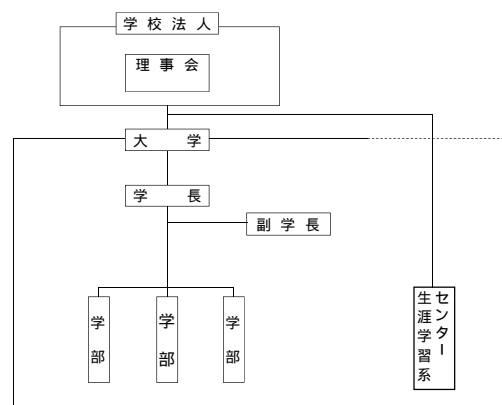 学校法人
理事会
大学
学長
副学長
学部
学部
学部
生涯学習系
センター